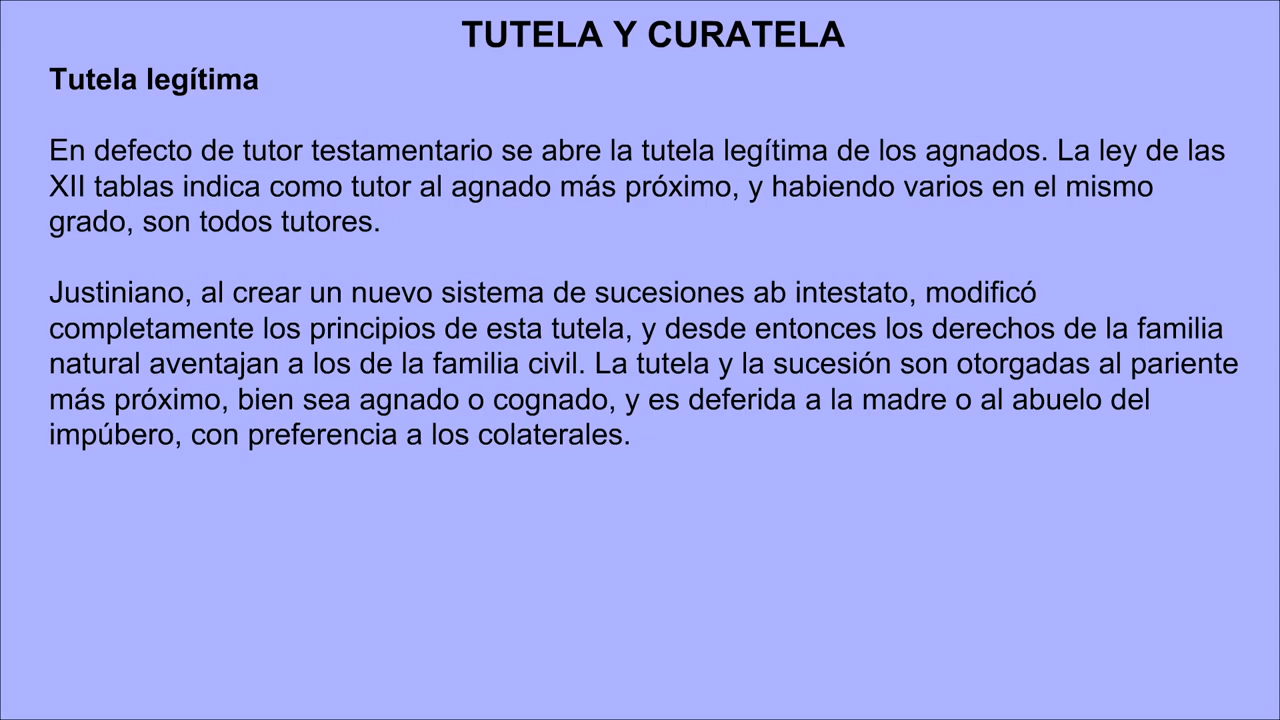 TUTELA Y CURATELA
Tutela legítima
En defecto de tutor testamentario se abre la tutela legítima de los agnados. La ley de las
XII tablas indica como tutor al agnado más próximo, y habiendo varios en el mismo
grado, son todos tutores.
Justiniano, al crear un nuevo sistema de sucesiones ab intestato, modificó
completamente los principios de esta tutela, y desde entonces los derechos de la familia
natural aventajan a los de la familia civil. La tutela y la sucesión son otorgadas al pariente
más próximo, bien sea agnado o cognado, y es deferida a la madre o al abuelo del
impúbero, con preferencia a los colaterales.